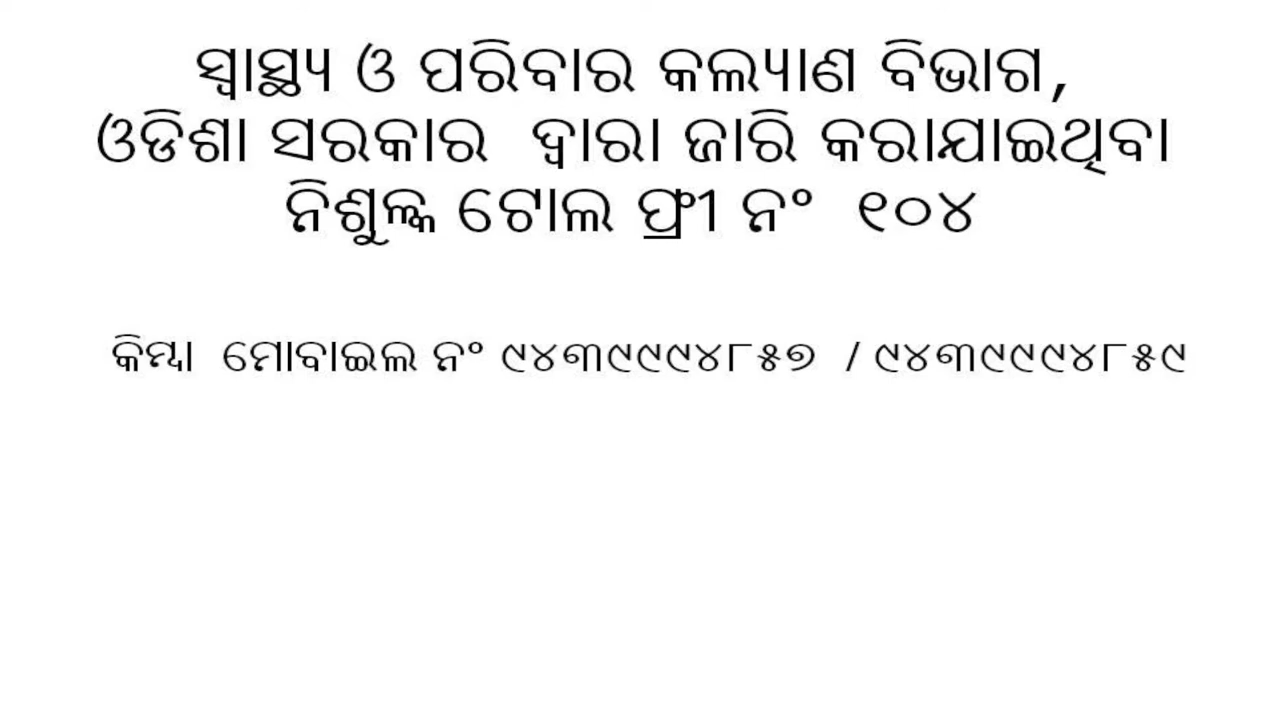 ସ୍ୱାସ୍ଥ୍ୟ ଓ ପରିବାର କଲ୍ୟାଣ ବିଭାଗ,
ଓଡିଶା ସରକାର ଦ୍ୱାରା ଜାରି କରାଯାଇଥିବା
ନିଶୁଳ୍କ ଟୋଲ ଫ୍ରୀ ନଂ ୧୦୪
କିମ୍ୱା ମୋବାଇଲ ନଂ ୯୪୩୯୯୯୪୮୫୭ / ୯୪୩୯୯୯୪୮୫୯